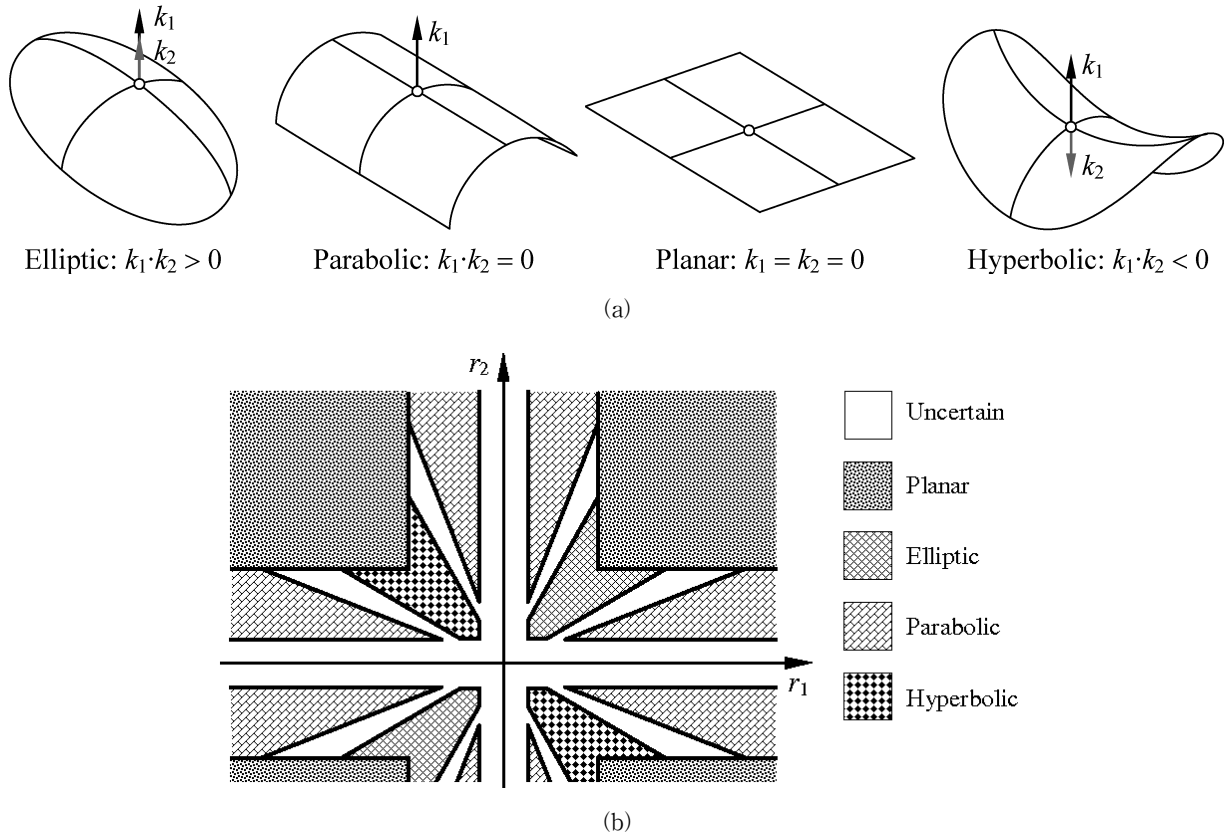 k₁
k₂
k₁
k₁
k₂
Elliptic: k₁·k₂ > 0
Parabolic: k₁·k₂ = 0
Planar: k₁ = k₂ = 0
Hyperbolic: k₁·k₂ < 0
(a)
r₂
r₁
Uncertain
Planar
Elliptic
Parabolic
Hyperbolic
(b)